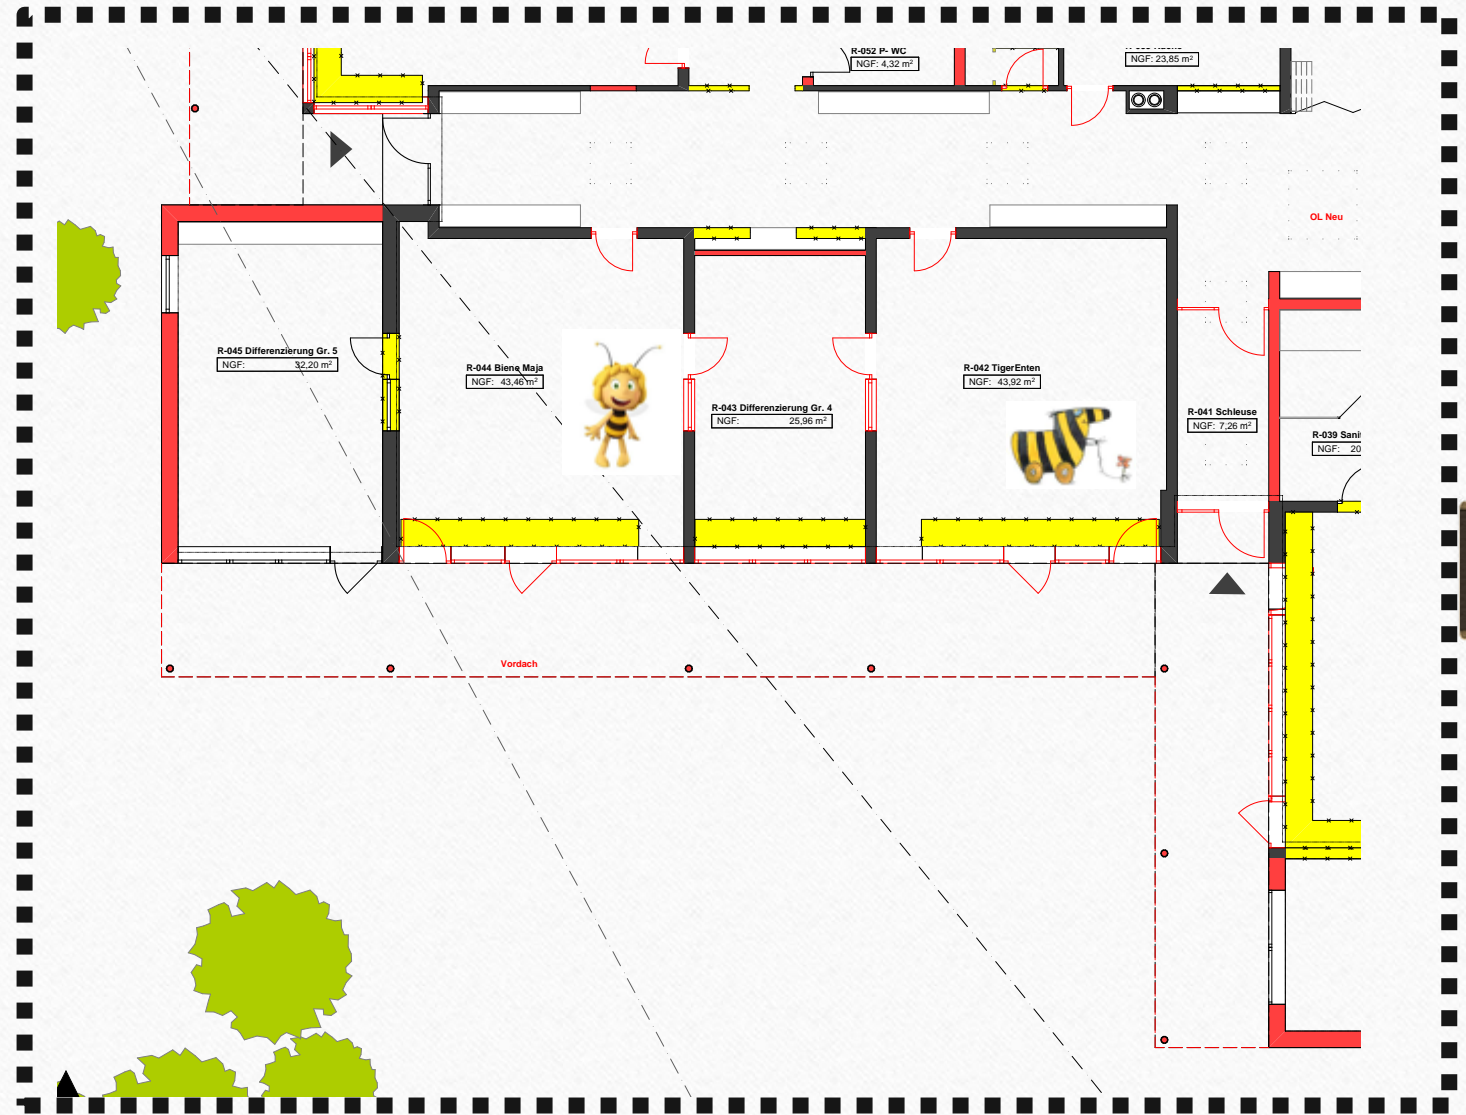 R-052 P- WC
NGF: 4,32 m²
NGF: 23,85 m²
OL Neu
R-045 Differenzierung Gr. 5
NGF: 32,20 m²
R-044 Biene Maja
NGF: 43,46 m²
R-042 TigerEnten
NGF: 43,92 m²
R-043 Differenzierung Gr. 4
NGF: 25,96 m²
R-041 Schleuse
NGF: 7,26 m²
R-039 Sanit
NGF: 20
Vordach